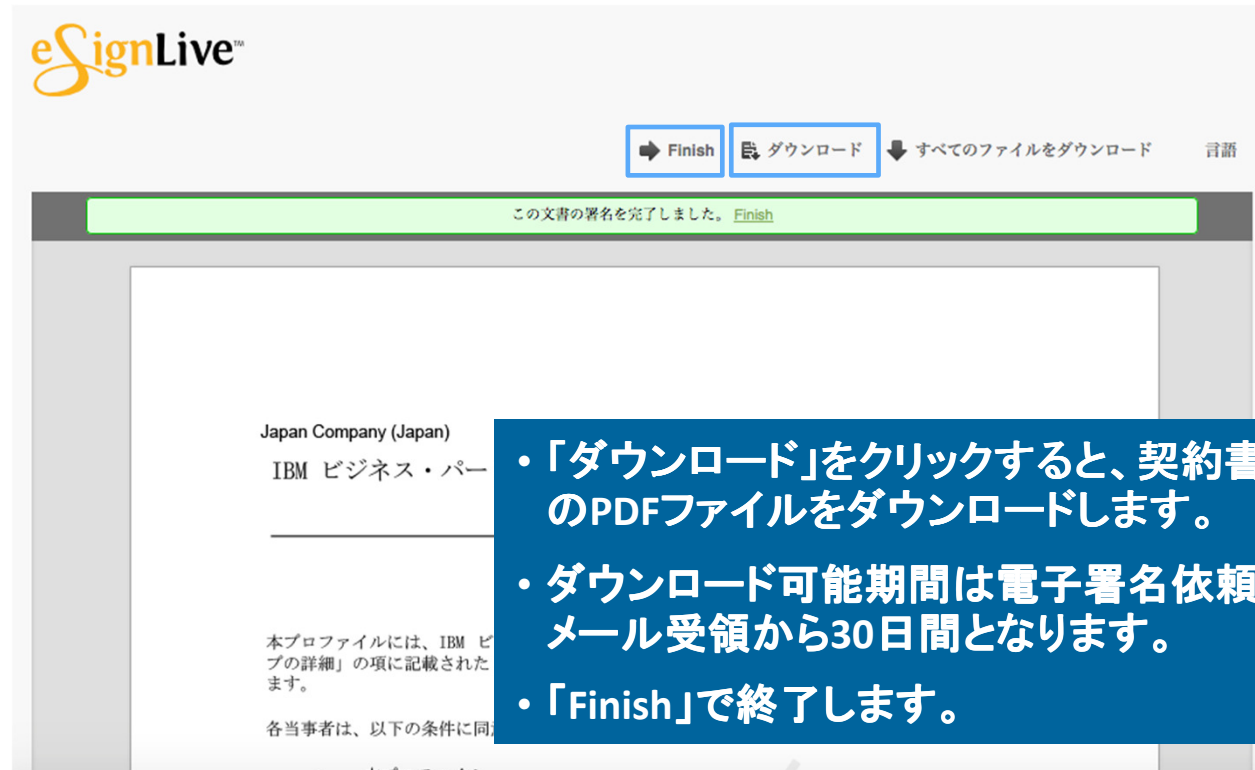 eSignLive™
Finish ダウンロード すべてのファイルをダウンロード 言語
この文書の署名を完了しました。 Finish
Japan Company (Japan)
IBM ビジネス・パー
本プロファイルには、IBM ビ
プの詳細」の項に記載された
ます。
各当事者は、以下の条件に同
・「ダウンロード」をクリックすると、契約書
のPDFファイルをダウンロードします。
・ダウンロード可能期間は電子署名依頼
メール受領から30日間となります。
・「Finish」で終了します。